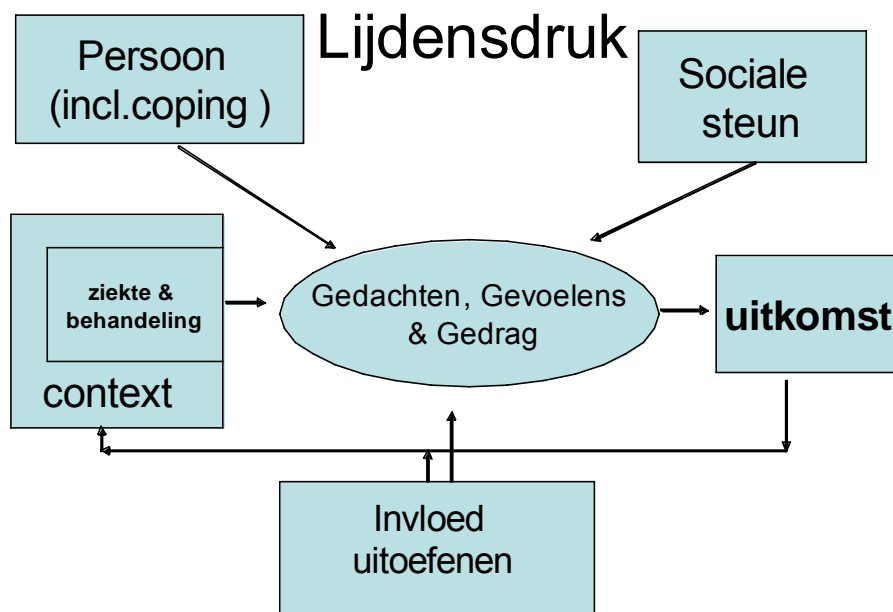 Lijdensdruk
Persoon
(incl.coping )
Sociale
steun
ziekte &
behandeling
context
Gedachten, Gevoelens
& Gedrag
uitkomst
Invloed
uitoefenen